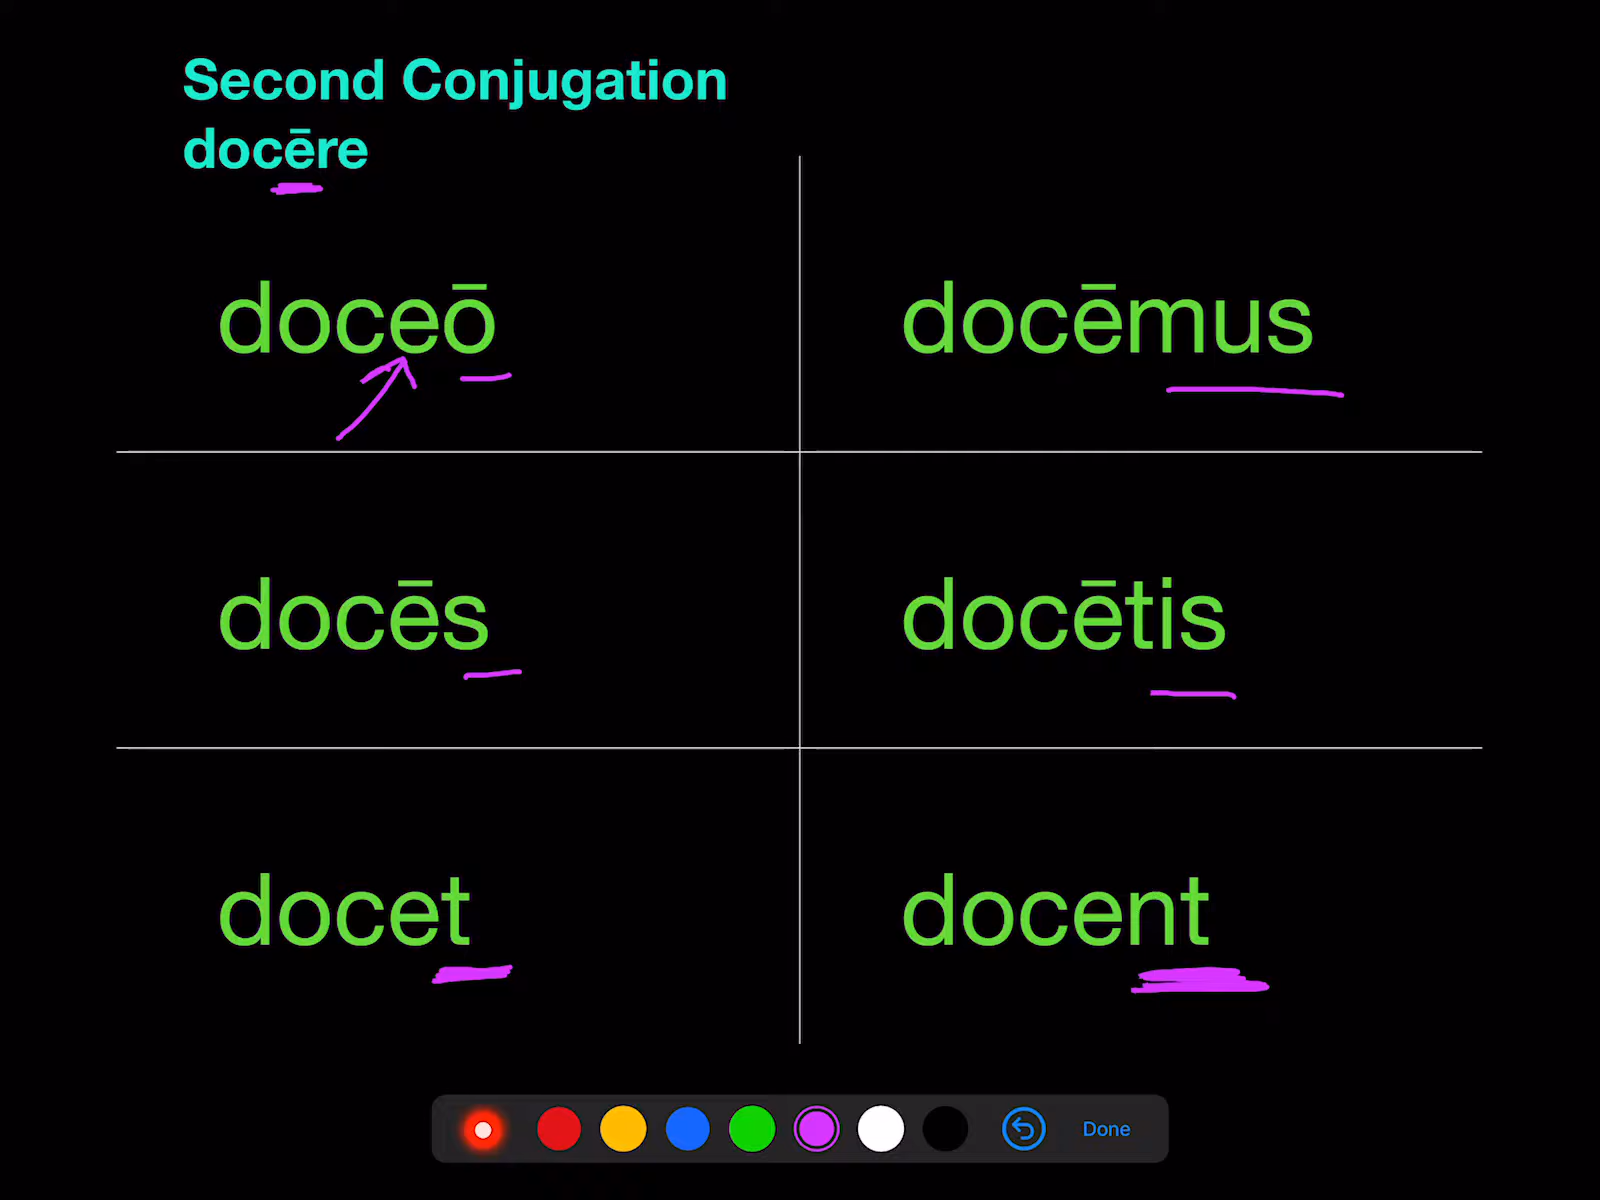 Second Conjugation
docēre
doceō
docēmus
docēs
docētis
docet
docent
Done